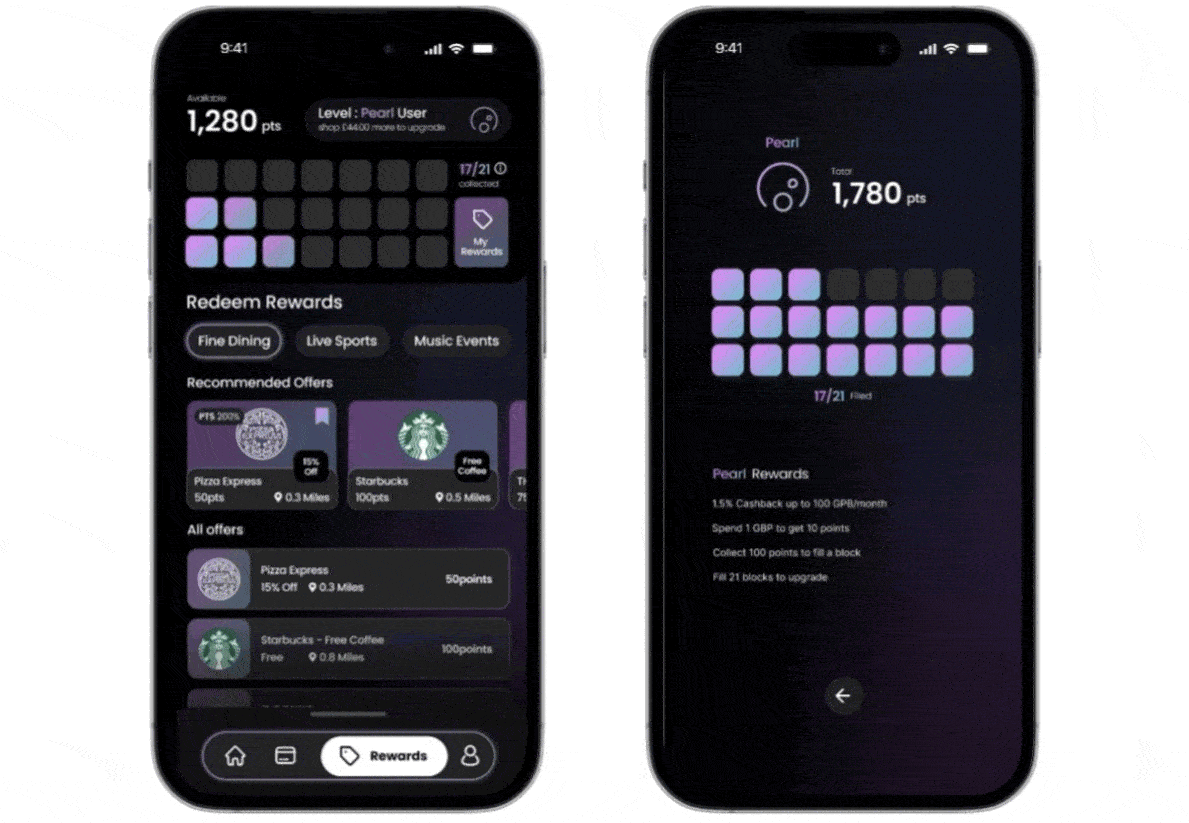 9:41
Available
1,280 pts
Level : Pearl User
shop £44.00 more to upgrade
17/21
collected
My
Rewards
Redeem Rewards
Fine Dining
Live Sports
Music Events
Recommended Offers
PTS 200%
15%
Off
Pizza Express
50pts
0.3 Miles
Free
Coffee
Starbucks
100pts
0.5 Miles
All offers
Pizza Express
15% Off
0.3 Miles
50points
Starbucks - Free Coffee
Free
0.8 Miles
100points
Rewards
9:41
Pearl
Total
1,780 pts
17/21 Filled
Pearl Rewards
1.5% Cashback up to 100 GPB/month
Spend 1 GBP to get 10 points
Collect 100 points to fill a block
Fill 21 blocks to upgrade